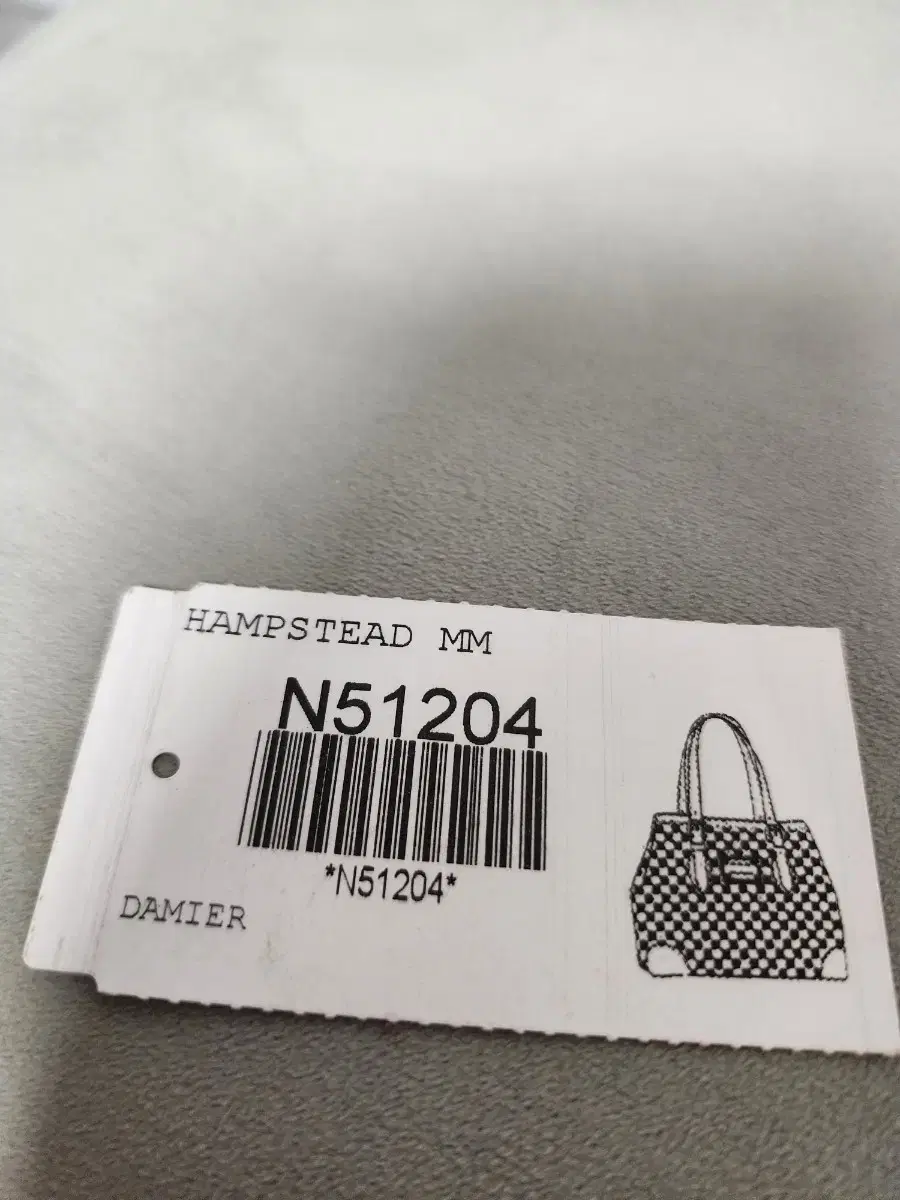 HAMPSTEAD MM
N51204
*N51204*
DAMIER